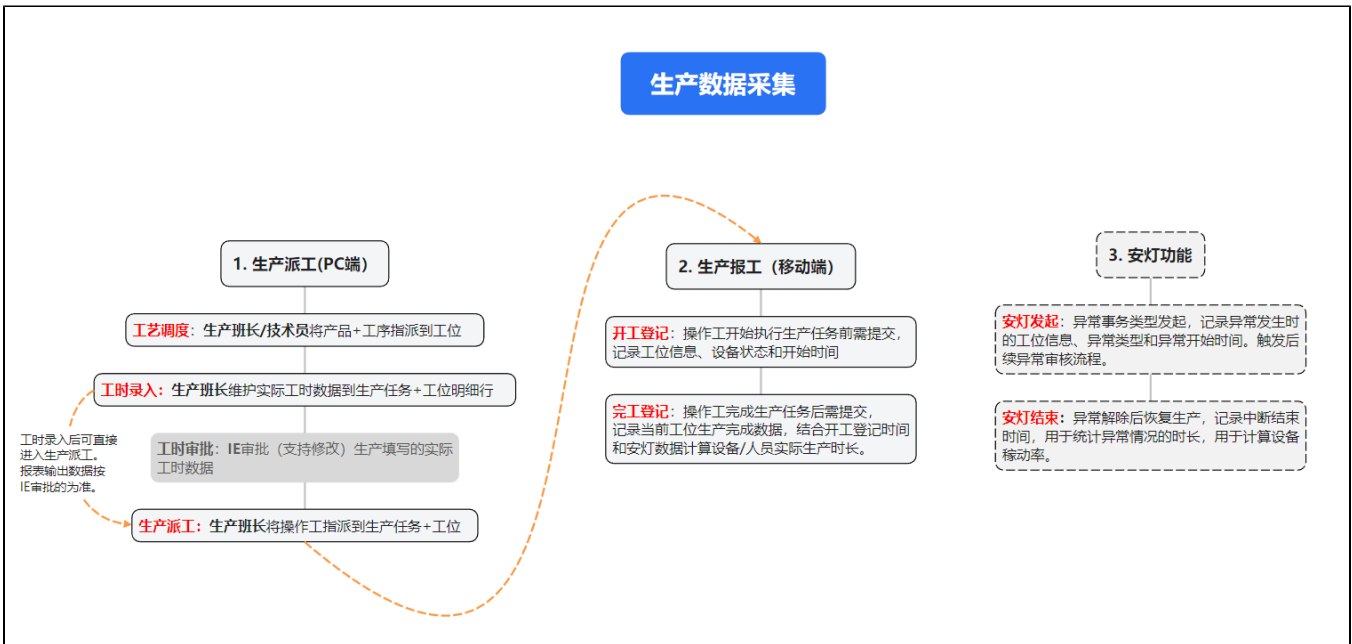 生产数据采集
1. 生产派工(PC端）
工艺调度：生产班长/技术员将产品+工序指派到工位
工时录入：生产班长维护实际工时数据到生产任务+工位明细行
工时录入后可直接
进入生产派工。
报表输出数据按
IE审批的为准。
工时审批：IE审批（支持修改）生产填写的实际
工时数据
生产派工：生产班长将操作工指派到生产任务+工位
2. 生产报工（移动端）
开工登记：操作工开始执行生产任务前需提交，
记录工位信息、设备状态和开始时间
完工登记：操作工完成生产任务后需提交，
记录当前工位生产完成数据，结合开工登记时间
和安灯数据计算设备/人员实际生产时长。
3. 安灯功能
安灯发起：异常事务类型发起，记录异常发生时
的工位信息、异常类型和异常开始时间。触发后
续异常审核流程。
安灯结束：异常解除后恢复生产，记录中断结束
时间，用于统计异常情况的时长，用于计算设备
稼动率。